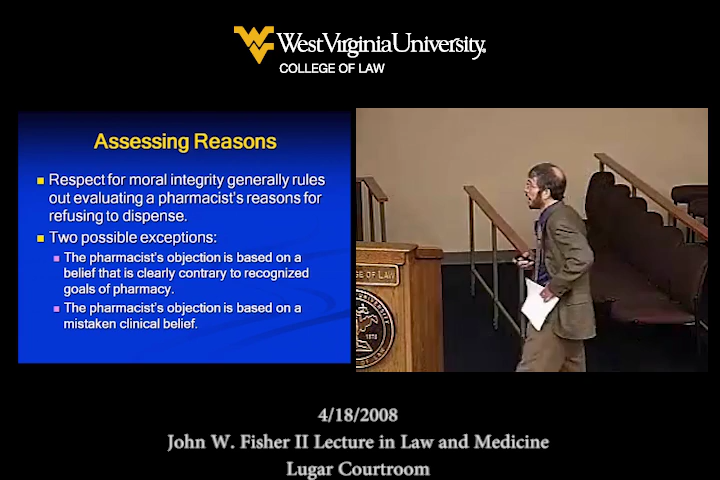 West Virginia University.
COLLEGE OF LAW
Assessing Reasons
Respect for moral integrity generally rules
out evaluating a pharmacist's reasons for
refusing to dispense.
Two possible exceptions:
The pharmacist's objection is based on a
belief that is clearly contrary to recognized
goals of pharmacy.
The pharmacist's objection is based on a
mistaken clinical belief.
GE OF LAW
4/18/2008
John W. Fisher II Lecture in Law and Medicine
Lugar Courtroom